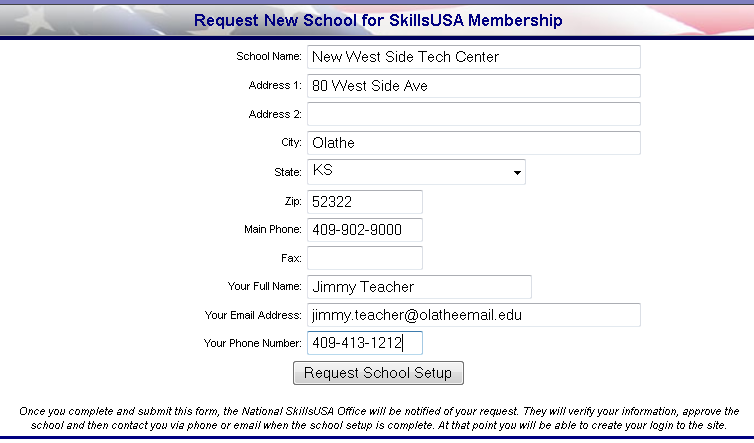 Request New School for SkillsUSA Membership
School Name: New West Side Tech Center
Address 1: 80 West Side Ave
Address 2:
City: Olathe
State: KS
Zip: 52322
Main Phone: 409-902-9000
Fax:
Your Full Name: Jimmy Teacher
Your Email Address: jimmy.teacher@olatheemail.edu
Your Phone Number: 409-413-1212
Request School Setup
Once you complete and submit this form, the National SkillsUSA Office will be notified of your request. They will verify your information, approve the
school and then contact you via phone or email when the school setup is complete. At that point you will be able to create your login to the site.